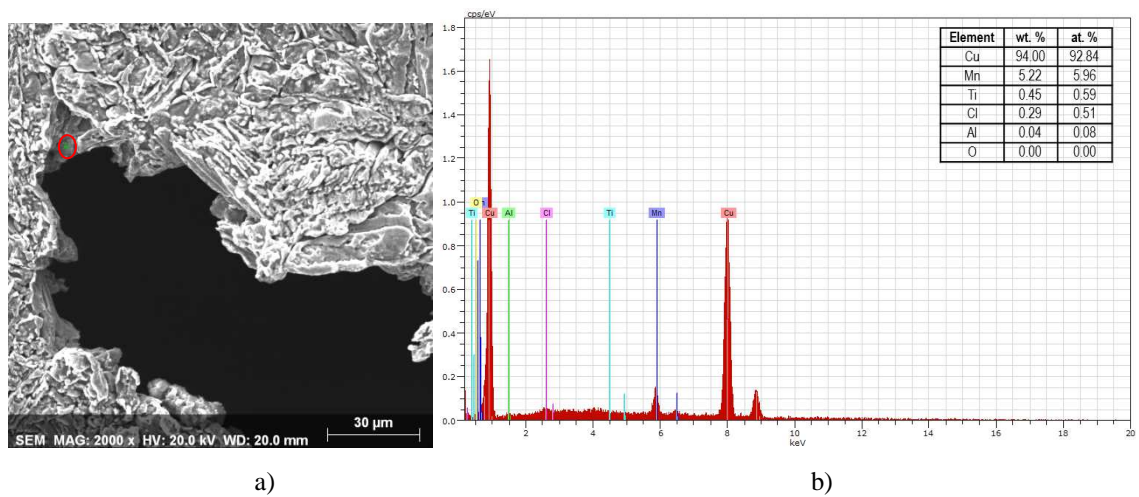 SEM MAG: 2000 x HV: 20.0 kV WD: 20.0 mm
30 µm
a)
cps/eV
1.8
1.6
1.4
1.2
1.0
0.8
0.6
0.4
0.2
0.0
Ti
O
Cu
Al
Cl
Ti
Mn
Cu
2 4 6 8 10 12 14 16 18 20
keV
Element wt. % at. %
Cu 94.00 92.84
Mn 5.22 5.96
Ti 0.45 0.59
Cl 0.29 0.51
Al 0.04 0.08
O 0.00 0.00
b)